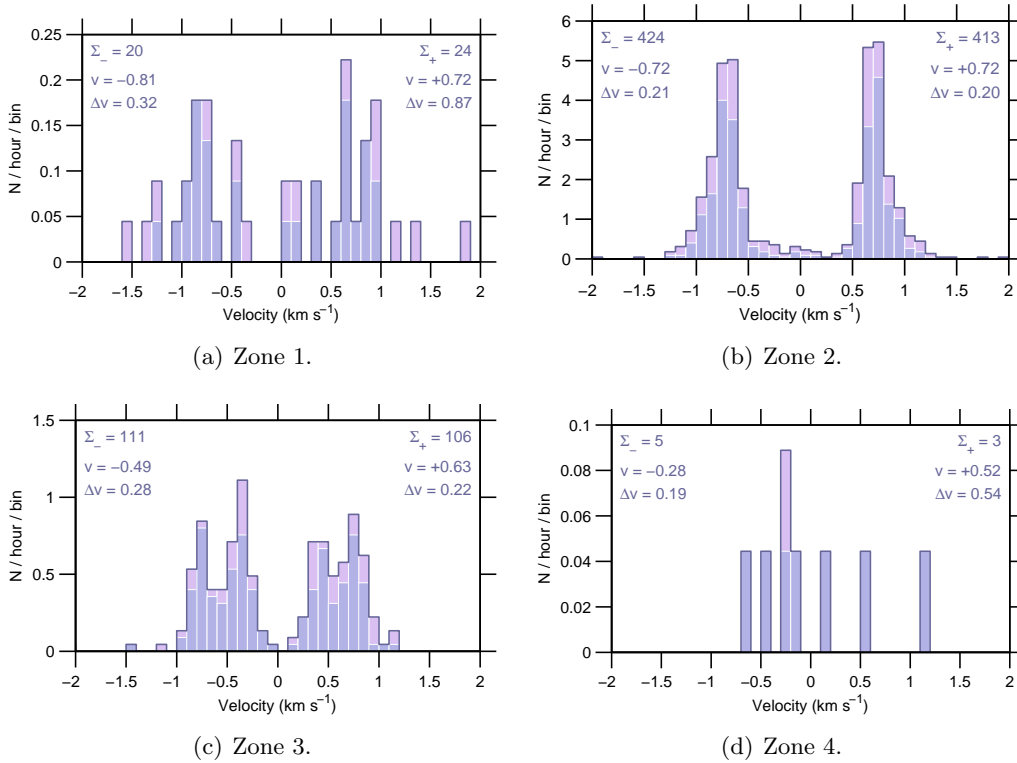 0.25
0.2
0.15
0.1
0.05
0
N / hour / bin
Σ₋ = 20
v = −0.81
Δv = 0.32
Σ₊ = 24
v = +0.72
Δv = 0.87
−2 −1.5 −1 −0.5 0 0.5 1 1.5 2
Velocity (km s⁻¹)
(a) Zone 1.
6
5
4
3
2
1
0
N / hour / bin
Σ₋ = 424
v = −0.72
Δv = 0.21
Σ₊ = 413
v = +0.72
Δv = 0.20
−2 −1.5 −1 −0.5 0 0.5 1 1.5 2
Velocity (km s⁻¹)
(b) Zone 2.
1.5
1
0.5
0
N / hour / bin
Σ₋ = 111
v = −0.49
Δv = 0.28
Σ₊ = 106
v = +0.63
Δv = 0.22
−2 −1.5 −1 −0.5 0 0.5 1 1.5 2
Velocity (km s⁻¹)
(c) Zone 3.
0.1
0.08
0.06
0.04
0.02
0
N / hour / bin
Σ₋ = 5
v = −0.28
Δv = 0.19
Σ₊ = 3
v = +0.52
Δv = 0.54
−2 −1.5 −1 −0.5 0 0.5 1 1.5 2
Velocity (km s⁻¹)
(d) Zone 4.